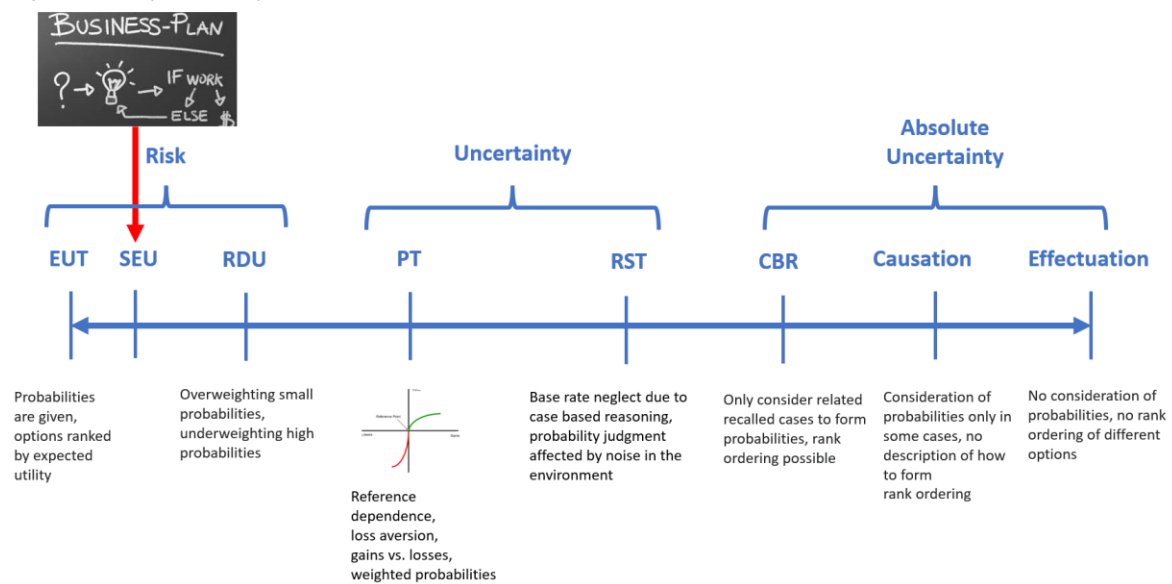 BUSINESS-PLAN
? → → IF WORK
ELSE $
Absolute
Uncertainty
Risk
Uncertainty
EUT
SEU
RDU
PT
RST
CBR
Causation
Effectuation
Probabilities
are given,
options ranked
by expected
utility
Overweighting small
probabilities,
underweighting high
probabilities
Reference Point
Reference
dependence,
loss aversion,
gains vs. losses,
weighted probabilities
Base rate neglect due to
case based reasoning,
probability judgment
affected by noise in the
environment
Only consider related
recalled cases to form
probabilities, rank
ordering possible
Consideration of
probabilities only in
some cases, no
description of how
to form
rank ordering
No consideration of
probabilities, no rank
ordering of different
options